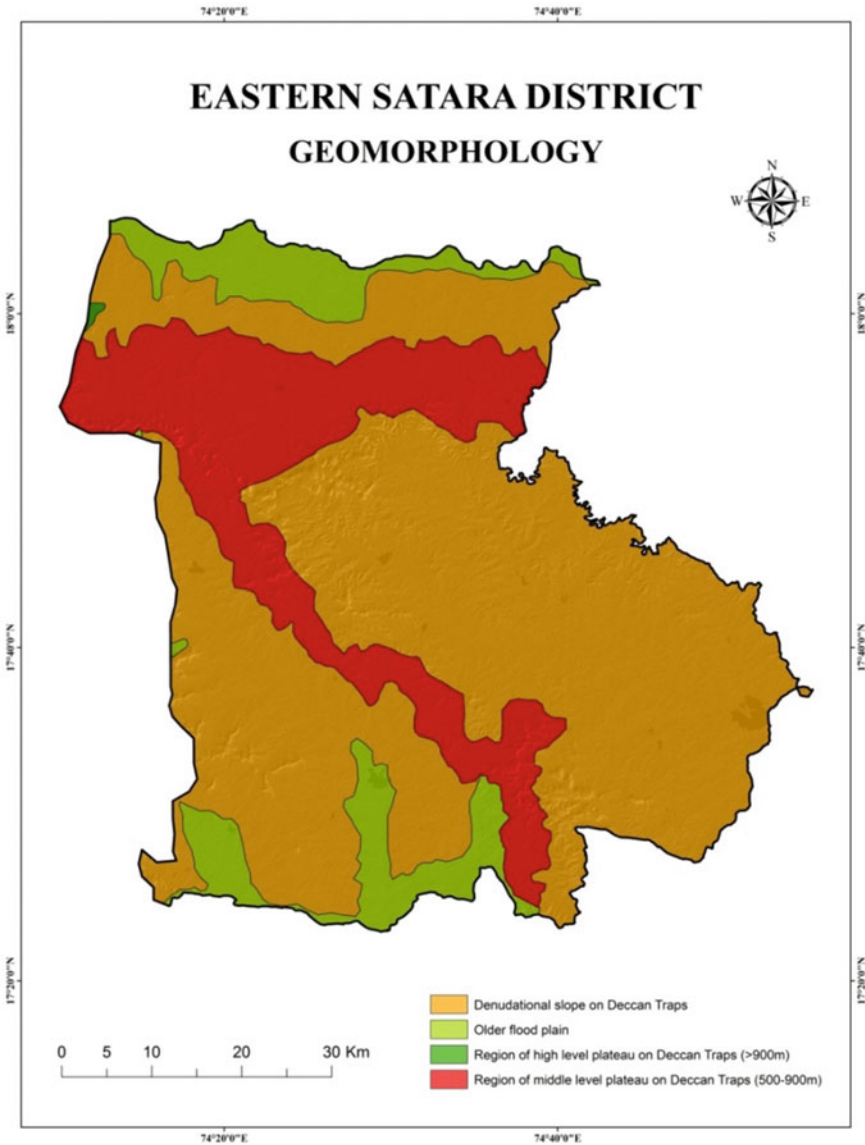 74°20'0"E 74°40'0"E
EASTERN SATARA DISTRICT
GEOMORPHOLOGY
N
W E
S
18°0'0"N 18°0'0"N
17°40'0"N 17°40'0"N
17°20'0"N 17°20'0"N
Denudational slope on Deccan Traps
Older flood plain
Region of high level plateau on Deccan Traps (>900m)
Region of middle level plateau on Deccan Traps (500-900m)
0 5 10 20 30 Km
74°20'0"E 74°40'0"E